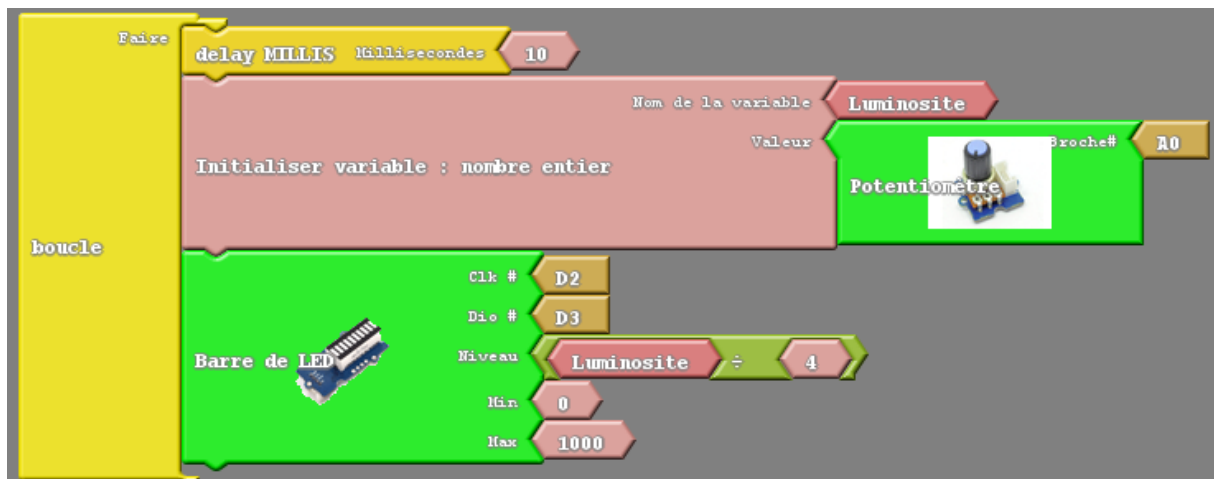 Faire
delay MILLIS Millisecondes 10
Nom de la variable Luminosite
Valeur
Broche# A0
Initialiser variable : nombre entier
Potentiomètre
boucle
Clk # D2
Dio # D3
Barre de LED
Niveau Luminosite ÷ 4
Min 0
Max 1000